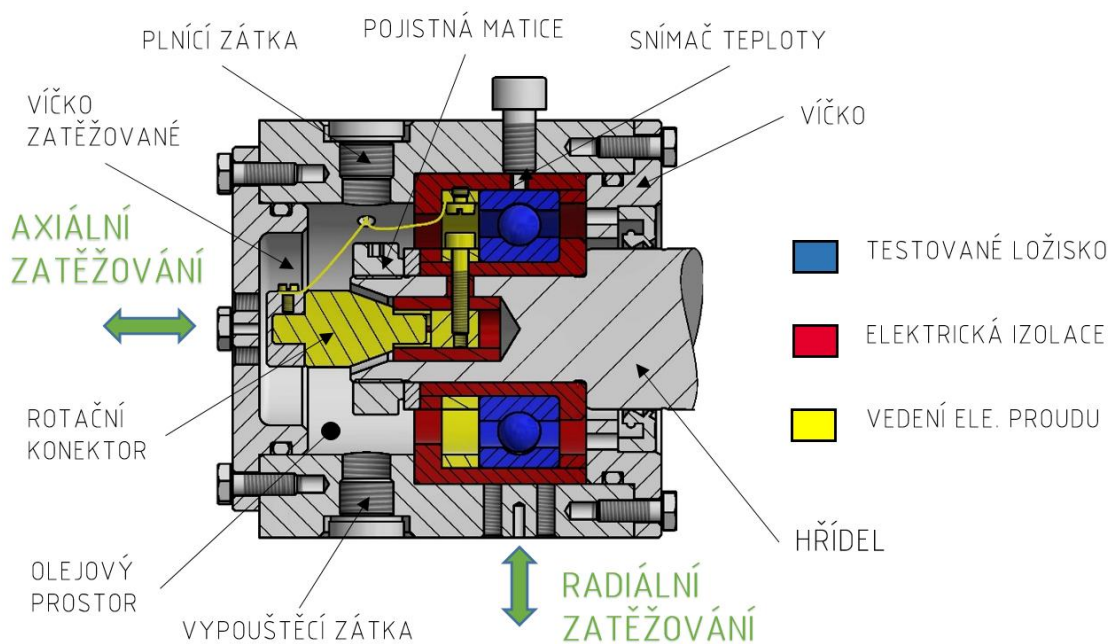 PLNÍCÍ ZÁTKA
POJISTNÁ MATICE
SNÍMAČ TEPLOTY
VÍČKO
ZATĚŽOVANÉ
VÍČKO
AXIÁLNÍ
ZATĚŽOVÁNÍ
TESTOVANÉ LOŽISKO
ELEKTRICKÁ IZOLACE
VEDENÍ ELE. PROUDU
ROTAČNÍ
KONEKTOR
HŘÍDEL
OLEJOVÝ
PROSTOR
VYPOUŠTĚCÍ ZÁTKA
RADIÁLNÍ
ZATĚŽOVÁNÍ